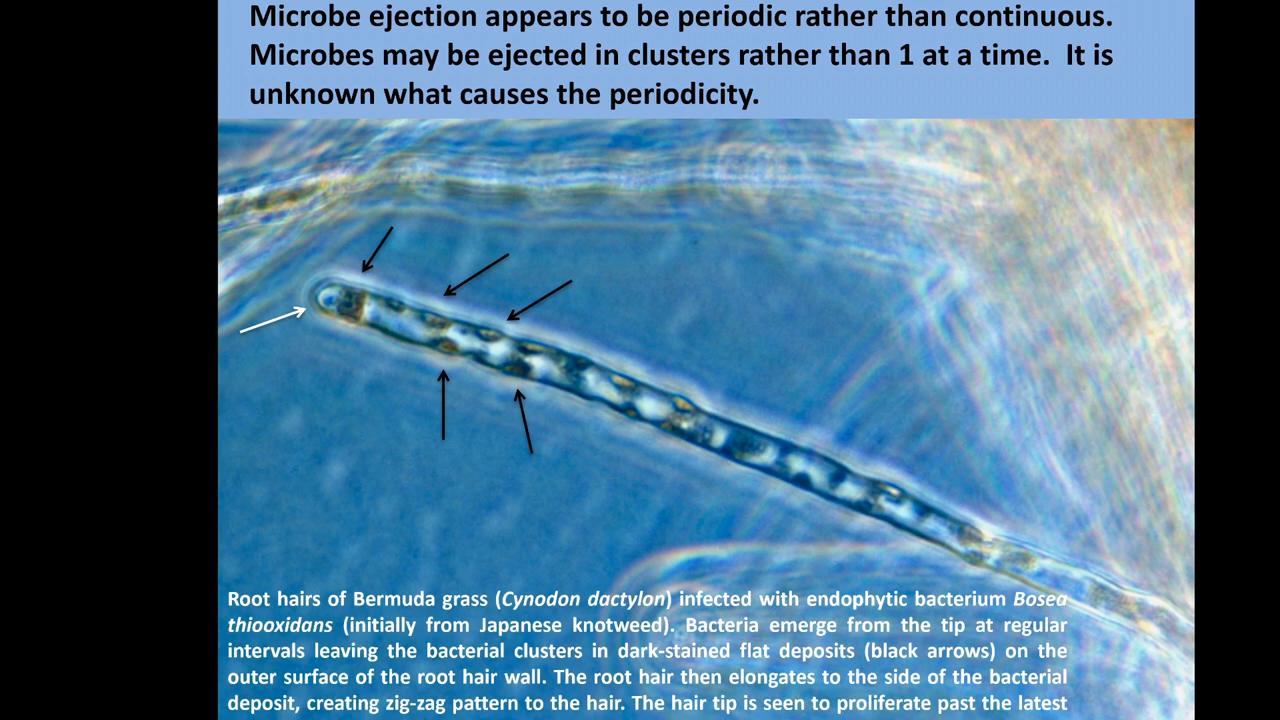 Microbe ejection appears to be periodic rather than continuous.
Microbes may be ejected in clusters rather than 1 at a time.  It is
unknown what causes the periodicity.
Root hairs of Bermuda grass (Cynodon dactylon) infected with endophytic bacterium Bosea
thiooxidans (initially from Japanese knotweed). Bacteria emerge from the tip at regular
intervals leaving the bacterial clusters in dark-stained flat deposits (black arrows) on the
outer surface of the root hair wall. The root hair then elongates to the side of the bacterial
deposit, creating zig-zag pattern to the hair. The hair tip is seen to proliferate past the latest